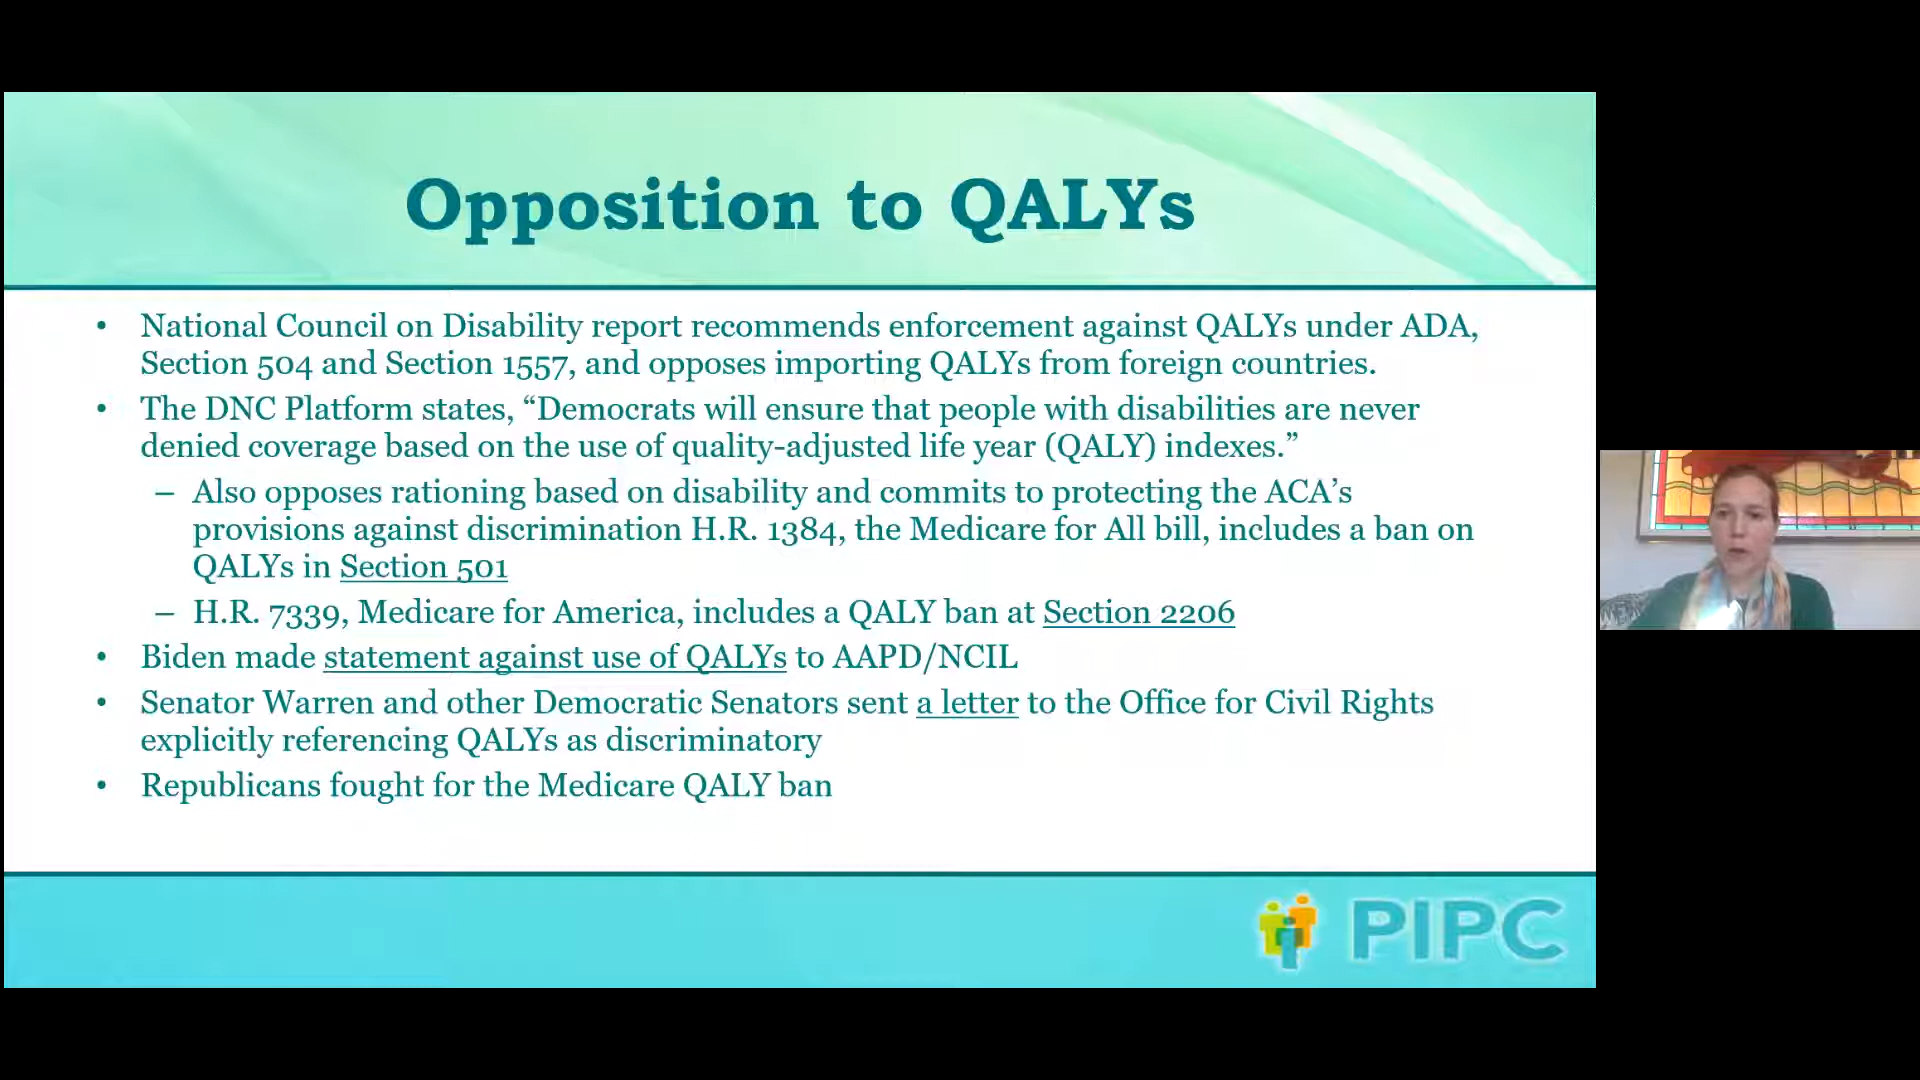 Opposition to QALYs
• National Council on Disability report recommends enforcement against QALYs under ADA,
Section 504 and Section 1557, and opposes importing QALYs from foreign countries.
• The DNC Platform states, “Democrats will ensure that people with disabilities are never
denied coverage based on the use of quality-adjusted life year (QALY) indexes.”
– Also opposes rationing based on disability and commits to protecting the ACA’s
provisions against discrimination H.R. 1384, the Medicare for All bill, includes a ban on
QALYs in Section 501
– H.R. 7339, Medicare for America, includes a QALY ban at Section 2206
• Biden made statement against use of QALYs to AAPD/NCIL
• Senator Warren and other Democratic Senators sent a letter to the Office for Civil Rights
explicitly referencing QALYs as discriminatory
• Republicans fought for the Medicare QALY ban
PIPC